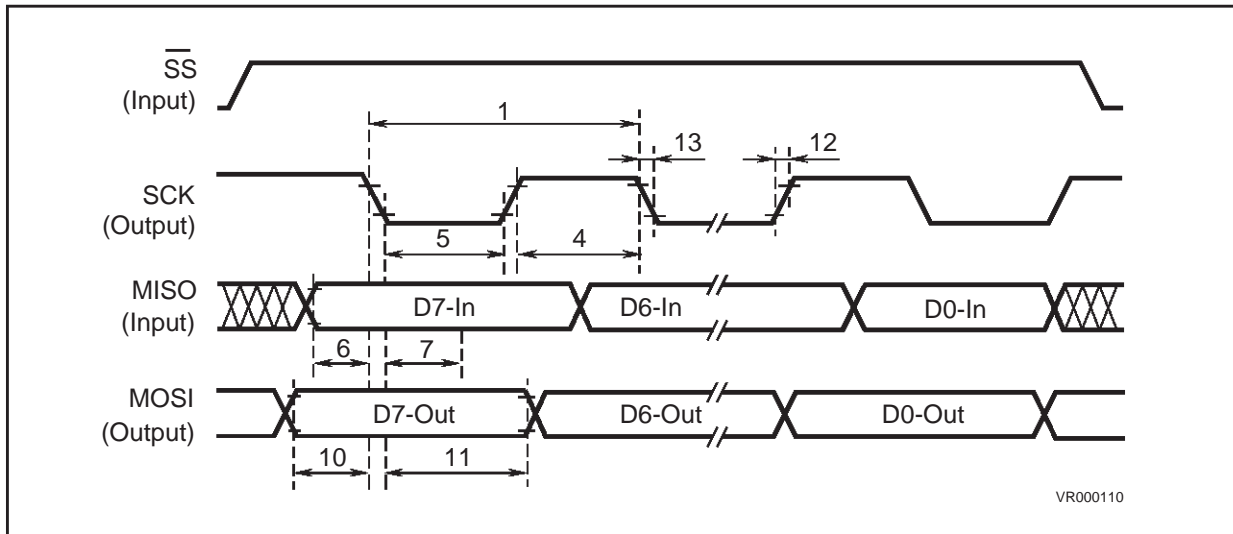 SS
(Input)
1
13
12
SCK
(Output)
5
4
MISO
(Input)
D7-In
D6-In
D0-In
6
7
MOSI
(Output)
D7-Out
D6-Out
D0-Out
10
11
VR000110